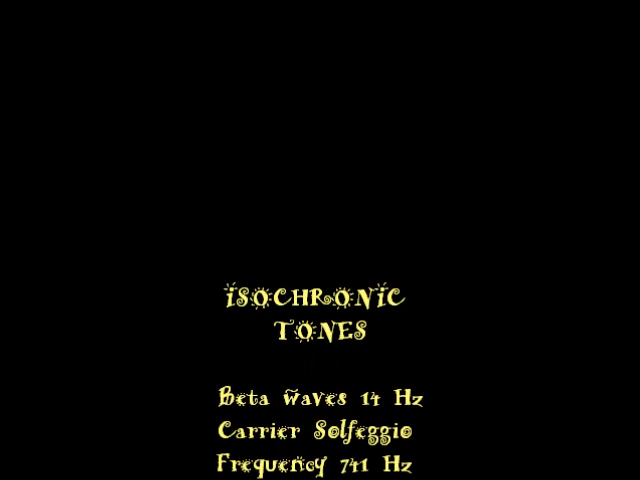 ISOCHRONIC
TONES
Beta waves 14 Hz
Carrier Solfeggio
Frequency 741 Hz